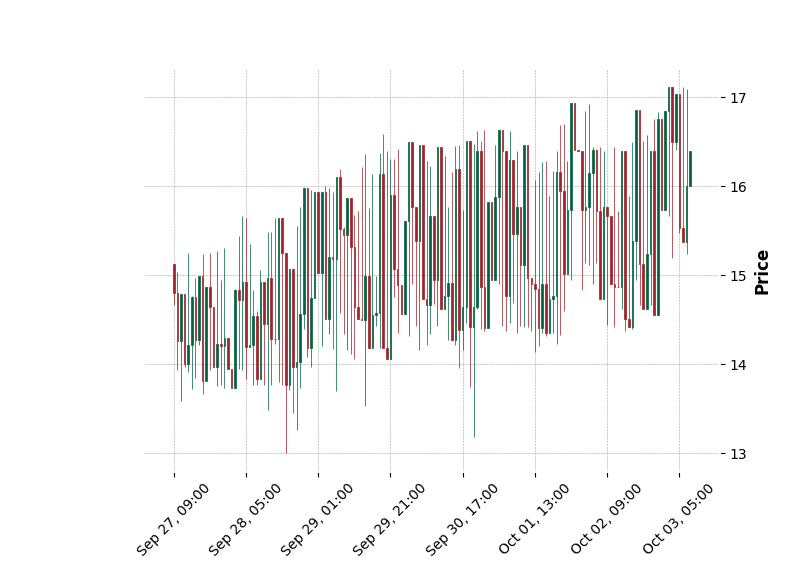 17
16
15
14
13
Price
Sep 27, 09:00
Sep 28, 05:00
Sep 29, 01:00
Sep 29, 21:00
Sep 30, 17:00
Oct 01, 13:00
Oct 02, 09:00
Oct 03, 05:00